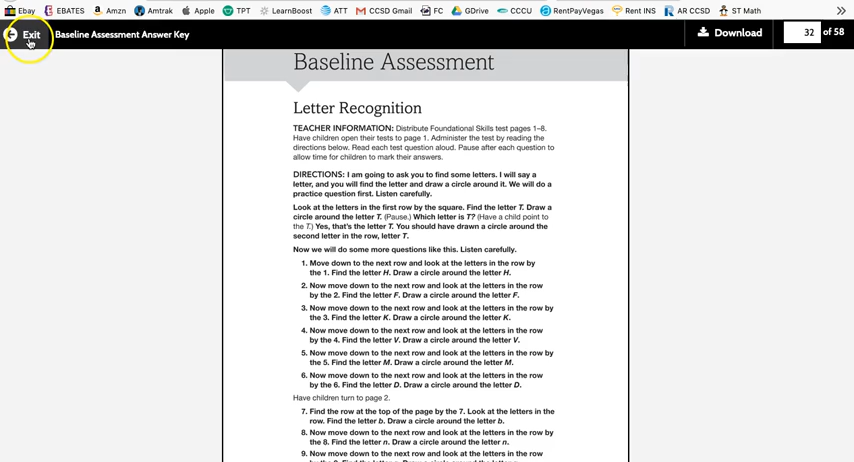 Ebay EBATES Amzn Amtrak Apple TPT LearnBoost ATT CCSD Gmail FC GDrive CCCU RentPayVegas Rent INS AR CCSD ST Math
Exit Baseline Assessment Answer Key Download 32 of 58
Baseline Assessment
Letter Recognition
TEACHER INFORMATION: Distribute Foundational Skills test pages 1–8.
Have children open their tests to page 1. Administer the test by reading the
directions below. Read each test question aloud. Pause after each question to
allow time for children to mark their answers.
DIRECTIONS: I am going to ask you to find some letters. I will say a
letter, and you will find the letter and draw a circle around it. We will do a
practice question first. Listen carefully.
Look at the letters in the first row by the square. Find the letter T. Draw a
circle around the letter T. (Pause.) Which letter is T? (Have a child point to
the T.) Yes, that's the letter T. You should have drawn a circle around the
second letter in the row, letter T.
Now we will do some more questions like this. Listen carefully.
1. Move down to the next row and look at the letters in the row by
the 1. Find the letter H. Draw a circle around the letter H.
2. Now move down to the next row and look at the letters in the row
by the 2. Find the letter F. Draw a circle around the letter F.
3. Now move down to the next row and look at the letters in the row by
the 3. Find the letter K. Draw a circle around the letter K.
4. Now move down to the next row and look at the letters in the row
by the 4. Find the letter V. Draw a circle around the letter V.
5. Now move down to the next row and look at the letters in the row by
the 5. Find the letter M. Draw a circle around the letter M.
6. Now move down to the next row and look at the letters in the row
by the 6. Find the letter D. Draw a circle around the letter D.
Have children turn to page 2.
7. Find the row at the top of the page by the 7. Look at the letters in the
row. Find the letter b. Draw a circle around the letter b.
8. Now move down to the next row and look at the letters in the row by
the 8. Find the letter n. Draw a circle around the letter n.
9. Now move down to the next row and look at the letters in the row